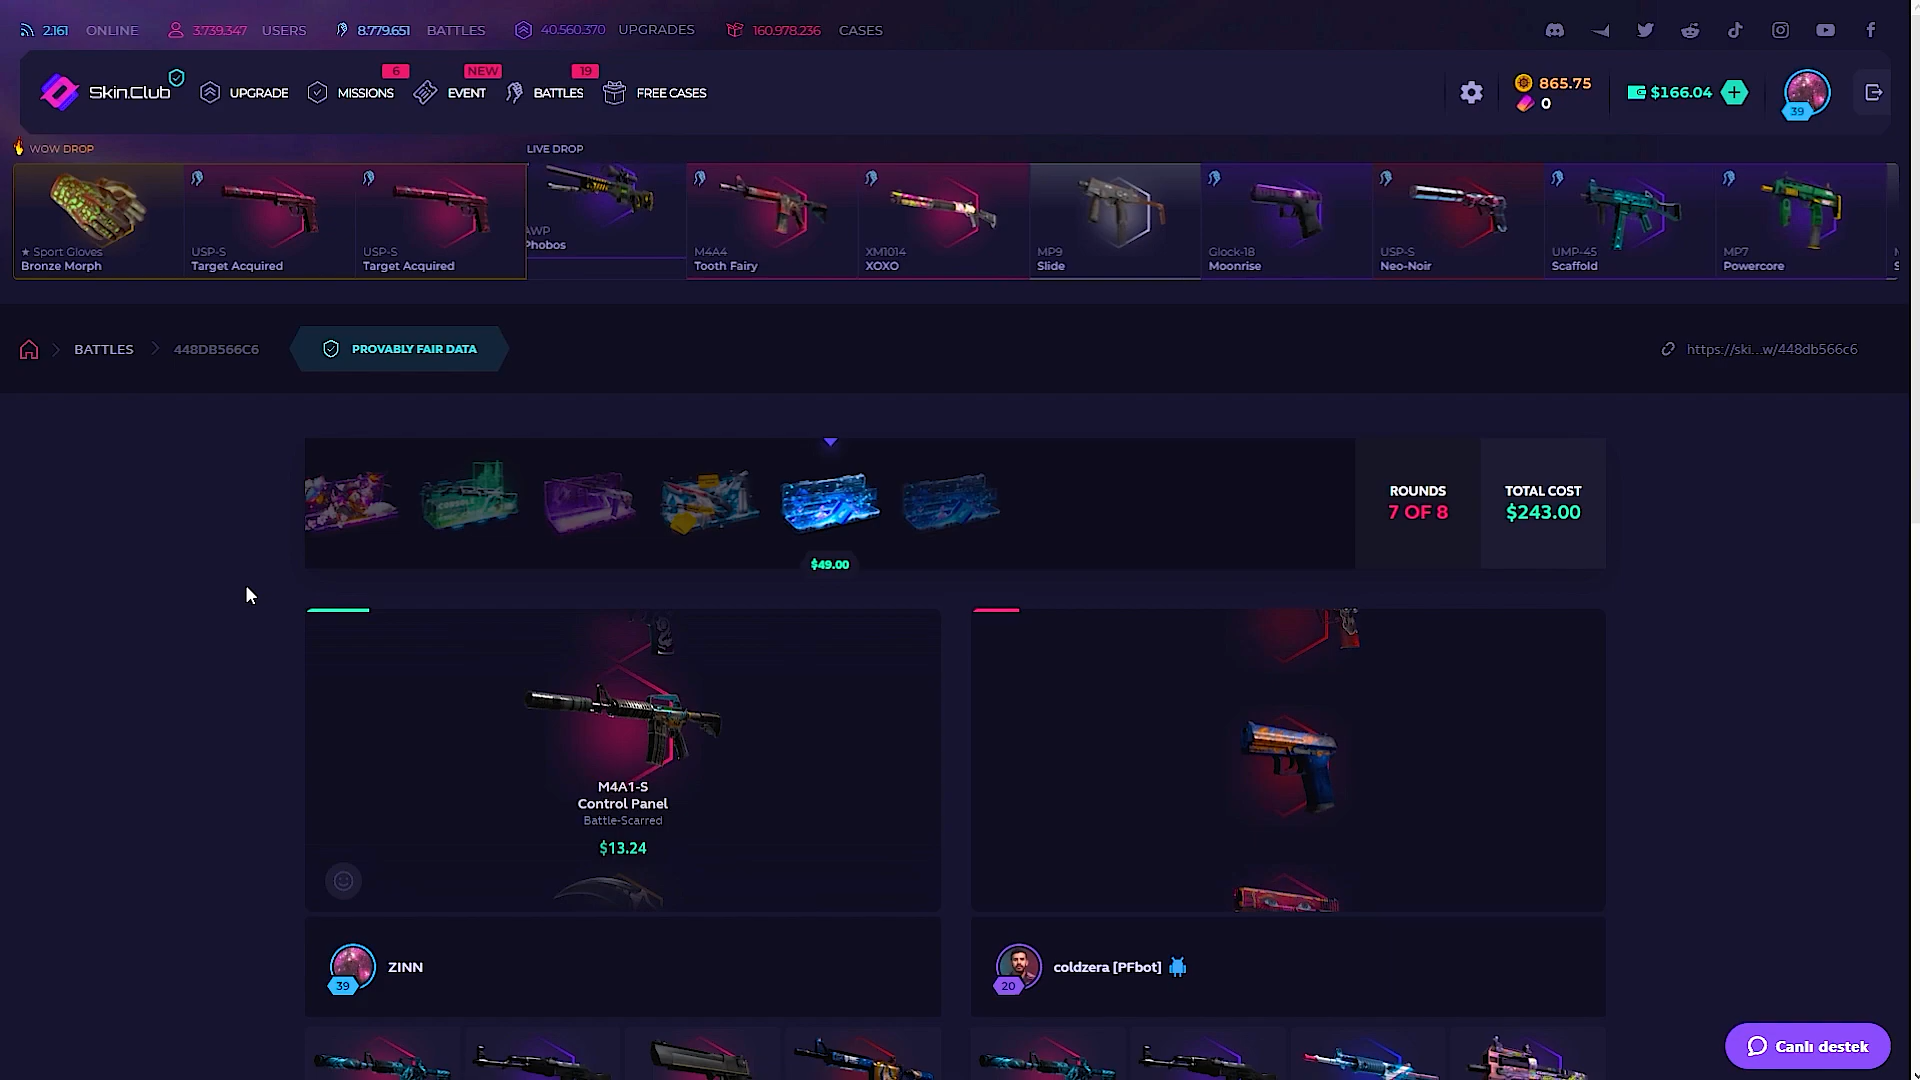 2.161 ONLINE 3.739.347 USERS 8.779.651 BATTLES 40.560.370 UPGRADES 160.978.236 CASES
6 NEW 19
Skin.Club UPGRADE MISSIONS EVENT BATTLES FREE CASES
865.75
0
$166.04
39
WOW DROP
LIVE DROP
★ Sport Gloves
Bronze Morph
USP-S
Target Acquired
USP-S
Target Acquired
AWP
Phobos
M4A4
Tooth Fairy
XM1014
XOXO
MP9
Slide
Glock-18
Moonrise
USP-S
Neo-Noir
UMP-45
Scaffold
MP7
Powercore
BATTLES 448DB566C6 PROVABLY FAIR DATA
https://ski...w/448db566c6
ROUNDS
7 OF 8
TOTAL COST
$243.00
$49.00
M4A1-S
Control Panel
Battle-Scarred
$13.24
ZINN
39
coldzera [PFbot]
20
Canlı destek